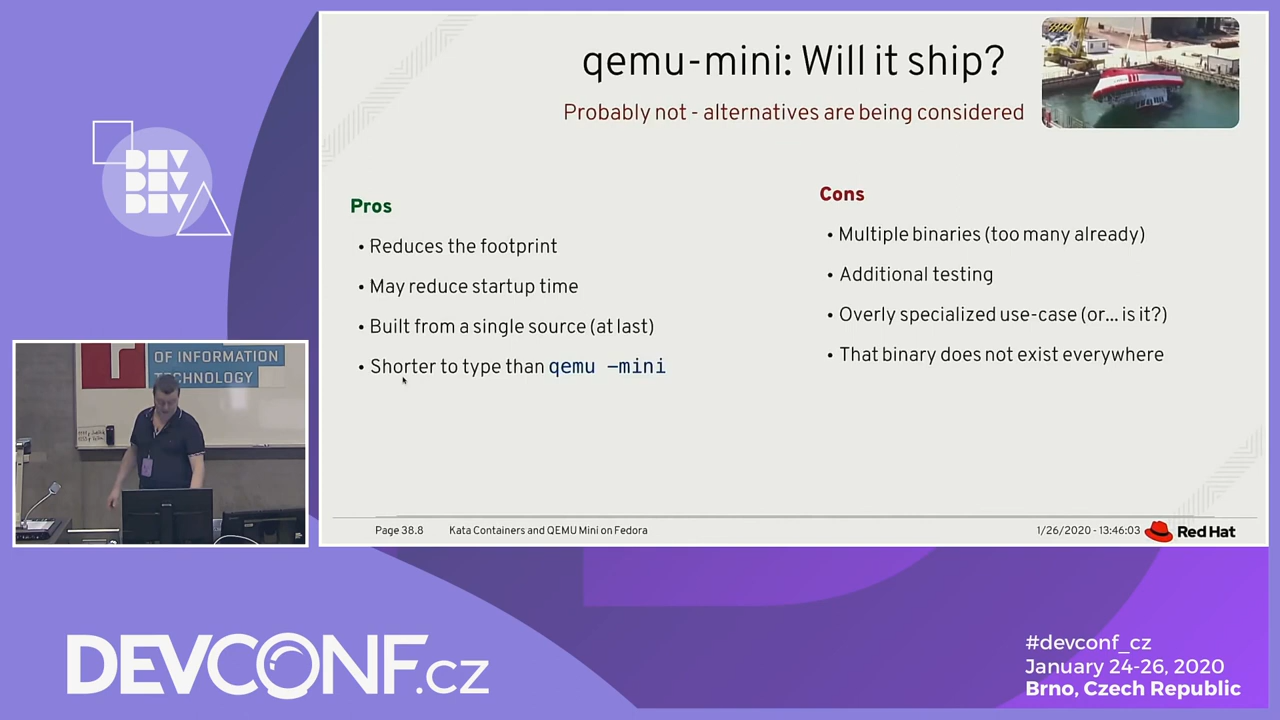 DEV
DEV
DEV
qemu-mini: Will it ship?
Probably not - alternatives are being considered
Pros
• Reduces the footprint
• May reduce startup time
• Built from a single source (at last)
• Shorter to type than qemu -mini
Cons
• Multiple binaries (too many already)
• Additional testing
• Overly specialized use-case (or... is it?)
• That binary does not exist everywhere
Page 38.8
Kata Containers and QEMU Mini on Fedora
1/26/2020 - 13:46:03
Red Hat
OF INFORMATION
TECHNOLOGY
DEVCONF.cz
#devconf_cz
January 24-26, 2020
Brno, Czech Republic